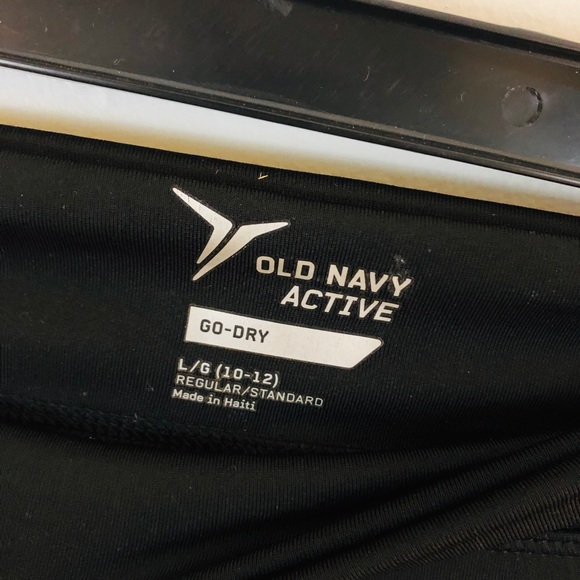 OLD NAVY
ACTIVE
GO-DRY
L/G (10-12)
REGULAR/STANDARD
Made in Haiti